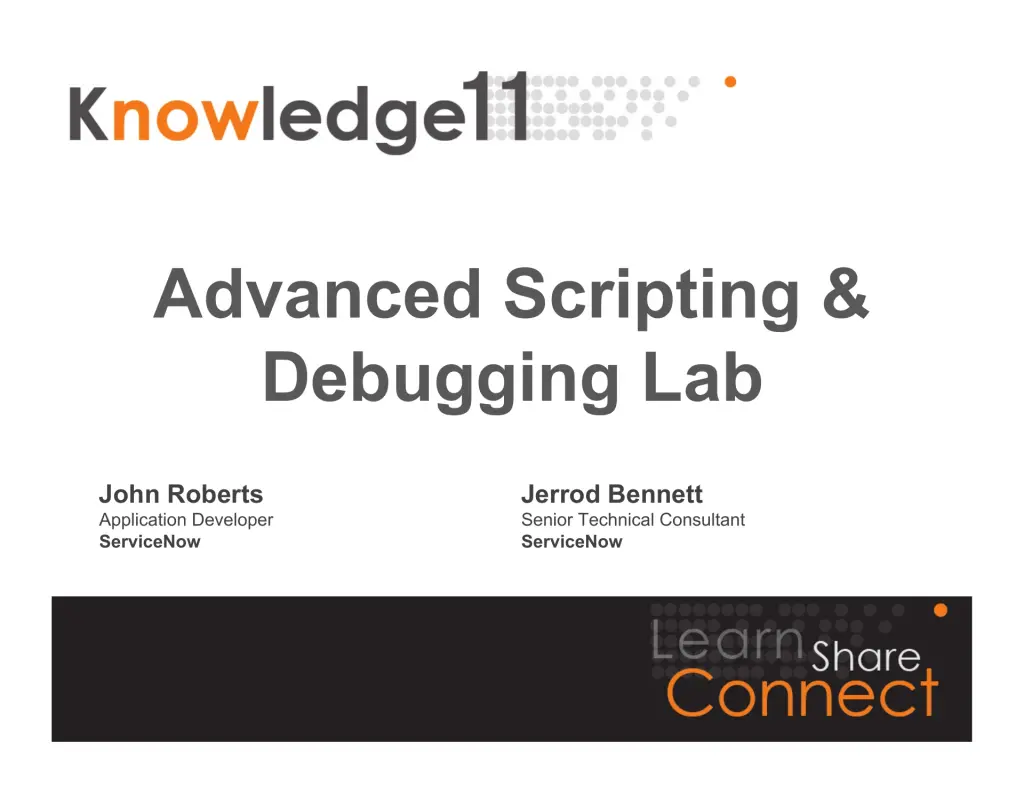 Knowledge11
Advanced Scripting &
Debugging Lab
John Roberts
Application Developer
ServiceNow
Jerrod Bennett
Senior Technical Consultant
ServiceNow
Learn
Share
Connect